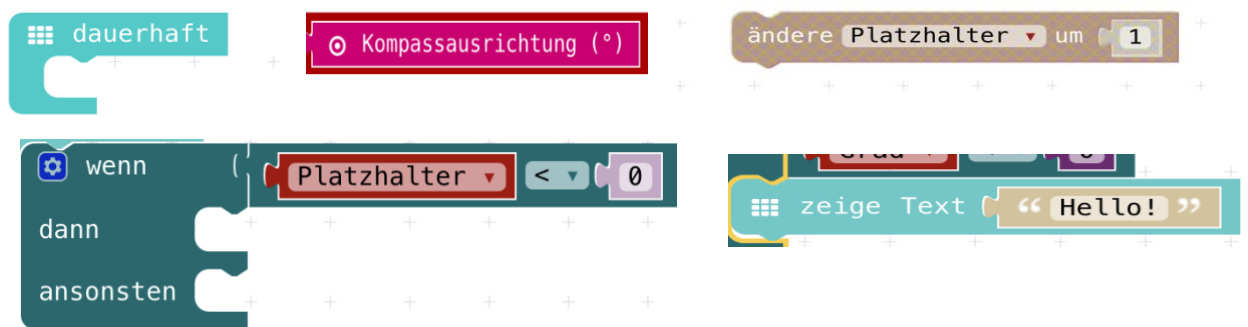 dauerhaft
Kompassausrichtung (°)
ändere Platzhalter um 1
wenn Platzhalter < 0
dann
ansonsten
zeige Text “ Hello! ”